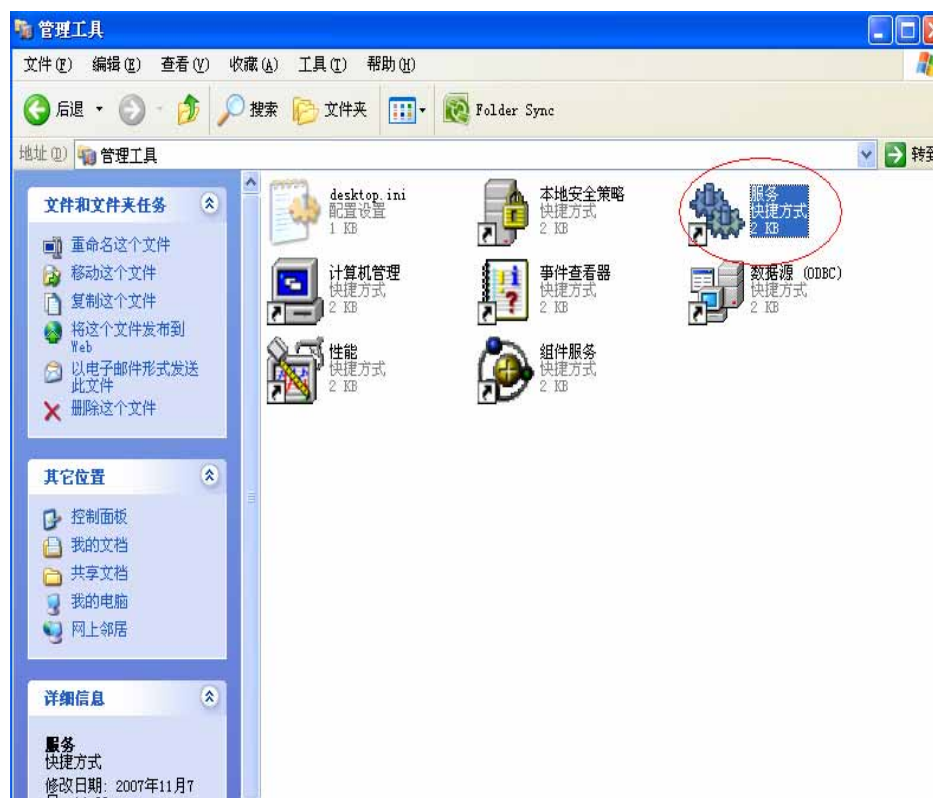 管理工具
文件(F) 编辑(E) 查看(V) 收藏(A) 工具(T) 帮助(H)
后退 搜索 文件夹 Folder Sync
地址(D) 管理工具 转到
文件和文件夹任务
重命名这个文件
移动这个文件
复制这个文件
将这个文件发布到
Web
以电子邮件形式发送
此文件
删除这个文件
其它位置
控制面板
我的文档
共享文档
我的电脑
网上邻居
详细信息
服务
快捷方式
修改日期: 2007年11月7
desktop.ini
配置设置
1 KB
本地安全策略
快捷方式
2 KB
服务
快捷方式
2 KB
计算机管理
快捷方式
2 KB
事件查看器
快捷方式
2 KB
数据源 (ODBC)
快捷方式
2 KB
性能
快捷方式
2 KB
组件服务
快捷方式
2 KB